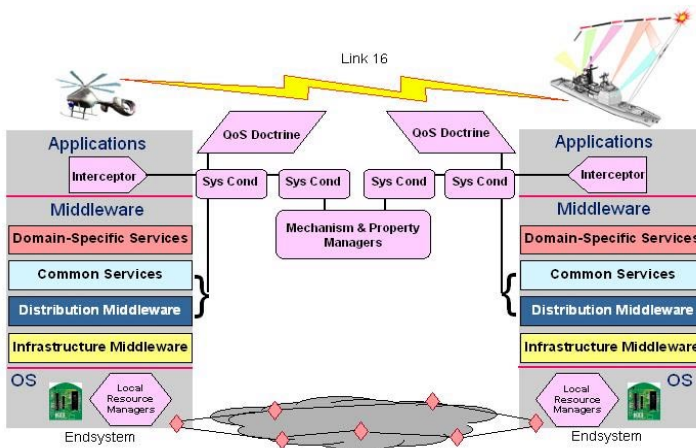 Link 16
QoS Doctrine
QoS Doctrine
Applications
Applications
Interceptor
Sys Cond
Sys Cond
Sys Cond
Sys Cond
Interceptor
Middleware
Middleware
Mechanism & Property
Managers
Domain-Specific Services
Domain-Specific Services
Common Services
Common Services
Distribution Middleware
Distribution Middleware
Infrastructure Middleware
Infrastructure Middleware
OS
OS
Local
Resource
Managers
Local
Resource
Managers
Endsystem
Endsystem